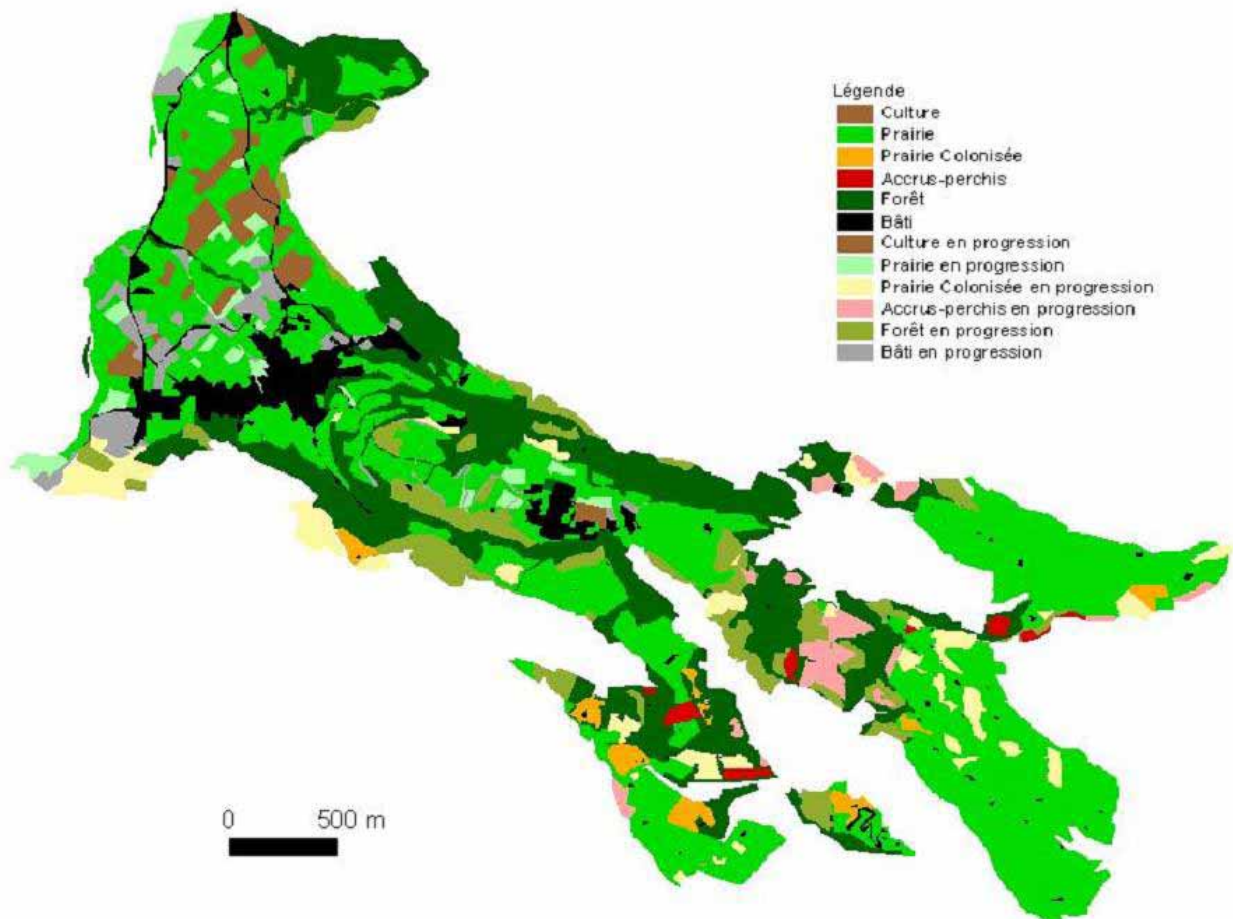 Légende
Culture
Prairie
Prairie Colonisée
Accrus-perchis
Forêt
Bâti
Culture en progression
Prairie en progression
Prairie Colonisée en progression
Accrus-perchis en progression
Forêt en progression
Bâti en progression
0 500 m